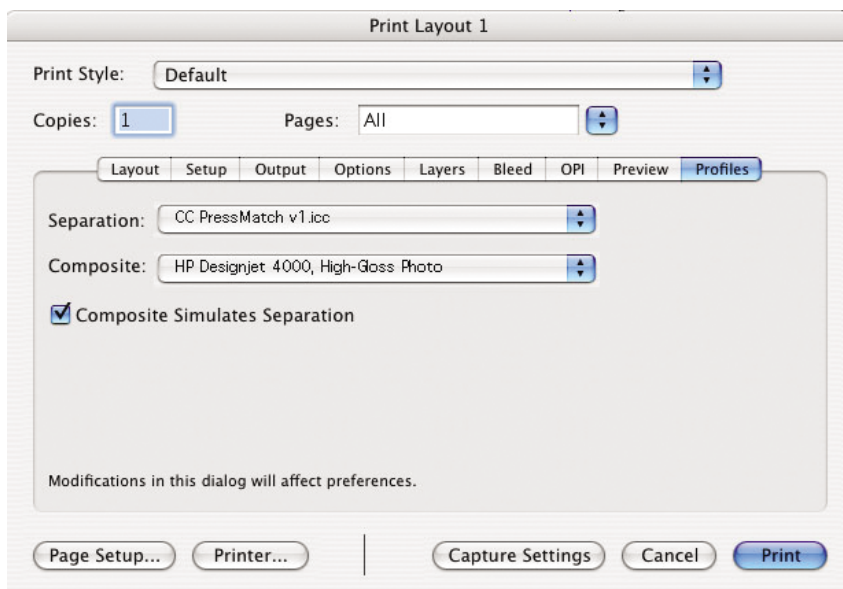 Print Layout 1
Print Style: Default
Copies: 1 Pages: All
Layout Setup Output Options Layers Bleed OPI Preview Profiles
Separation: CC PressMatch v1.icc
Composite: HP Designjet 4000, High-Gloss Photo
Composite Simulates Separation
Modifications in this dialog will affect preferences.
Page Setup... Printer... Capture Settings Cancel Print